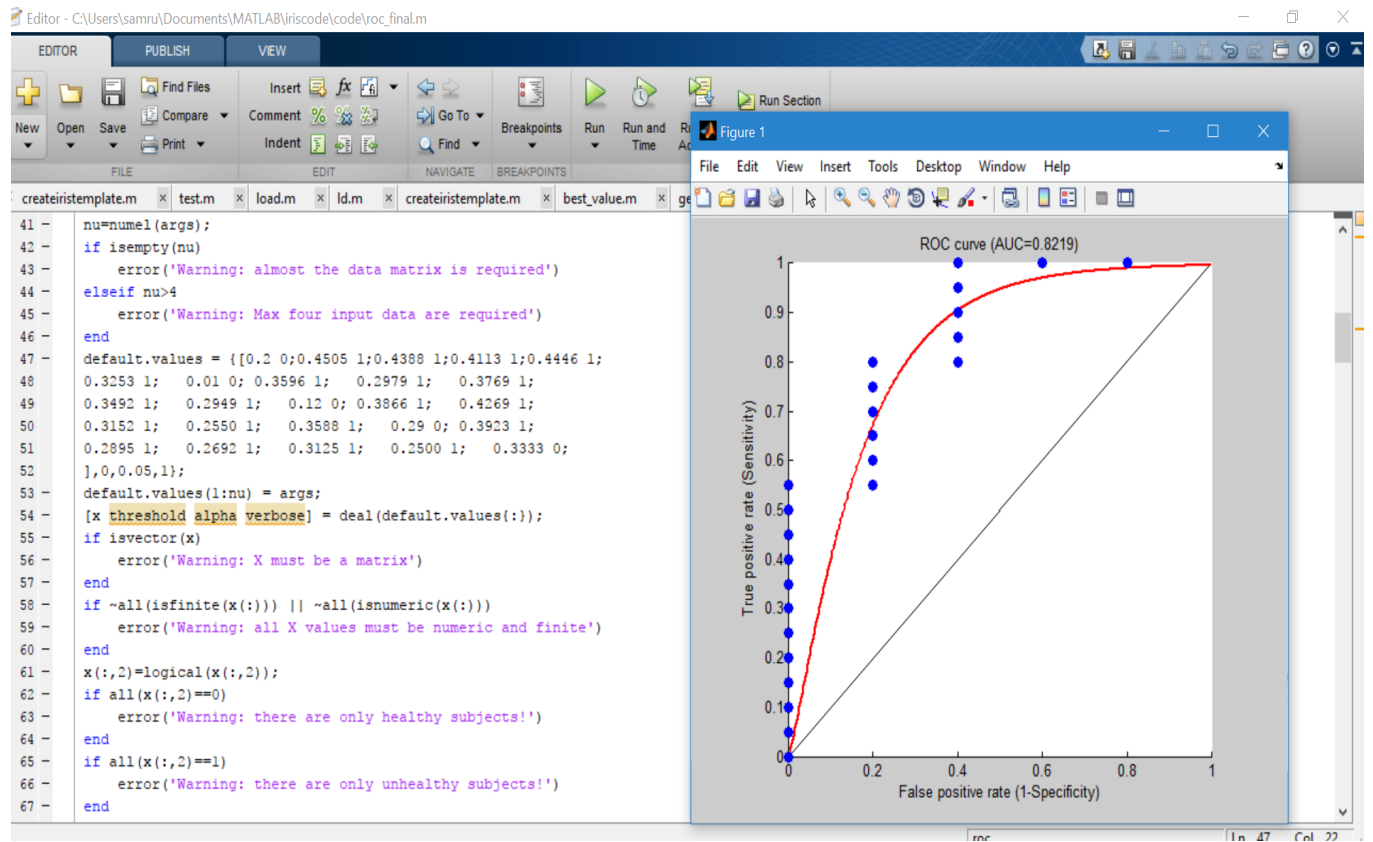 Editor - C:\Users\samru\Documents\MATLAB\iriscode\code\roc_final.m
EDITOR PUBLISH VIEW
New Open Save Find Files Compare Print
Insert fx Comment Indent
Go To Find
Breakpoints
Run Run and Time
Run Section
FILE EDIT NAVIGATE BREAKPOINTS
createiristemplate.m × test.m × load.m × ld.m × createiristemplate.m × best_value.m × ge
41 – nu=numel(args);
42 – if isempty(nu)
43 – error('Warning: almost the data matrix is required')
44 – elseif nu>4
45 – error('Warning: Max four input data are required')
46 – end
47 – default.values = {[0.2 0;0.4505 1;0.4388 1;0.4113 1;0.4446 1;
48 0.3253 1; 0.01 0; 0.3596 1; 0.2979 1; 0.3769 1;
49 0.3492 1; 0.2949 1; 0.12 0; 0.3866 1; 0.4269 1;
50 0.3152 1; 0.2550 1; 0.3588 1; 0.29 0; 0.3923 1;
51 0.2895 1; 0.2692 1; 0.3125 1; 0.2500 1; 0.3333 0;
52 ],0,0.05,1};
53 – default.values(1:nu) = args;
54 – [x threshold alpha verbose] = deal(default.values{:});
55 – if isvector(x)
56 – error('Warning: X must be a matrix')
57 – end
58 – if ~all(isfinite(x(:))) || ~all(isnumeric(x(:)))
59 – error('Warning: all X values must be numeric and finite')
60 – end
61 – x(:,2)=logical(x(:,2));
62 – if all(x(:,2)==0)
63 – error('Warning: there are only healthy subjects!')
64 – end
65 – if all(x(:,2)==1)
66 – error('Warning: there are only unhealthy subjects!')
67 – end
Figure 1
File Edit View Insert Tools Desktop Window Help
ROC curve (AUC=0.8219)
1
0.9
0.8
0.7
0.6
0.5
0.4
0.3
0.2
0.1
0
True positive rate (Sensitivity)
0 0.2 0.4 0.6 0.8 1
False positive rate (1-Specificity)
roc Ln 47 Col 22